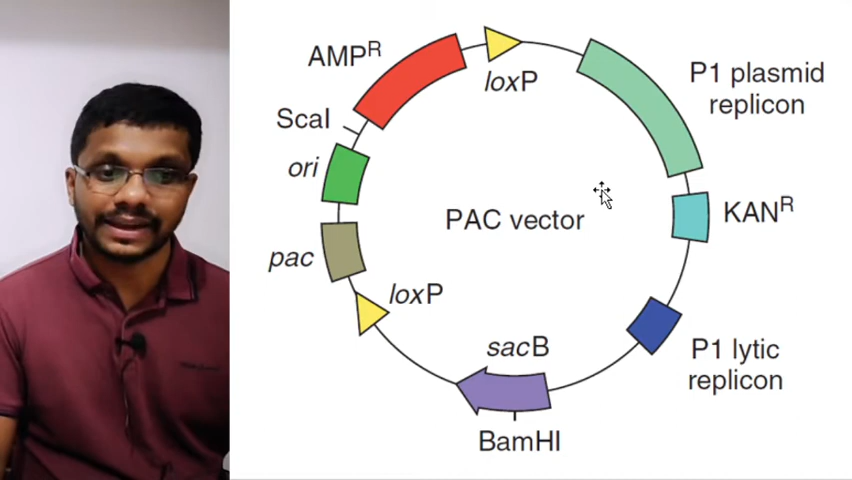 AMPR
loxP
P1 plasmid
replicon
ScaI
ori
PAC vector
KANR
pac
loxP
sacB
P1 lytic
replicon
BamHI